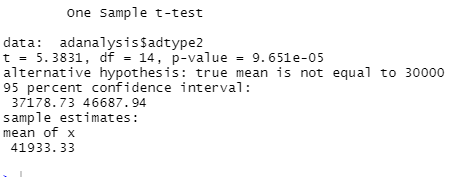 One Sample t-test
data:  adanalysis$adtype2
t = 5.3831, df = 14, p-value = 9.651e-05
alternative hypothesis: true mean is not equal to 30000
95 percent confidence interval:
 37178.73 46687.94
sample estimates:
mean of x
 41933.33
>